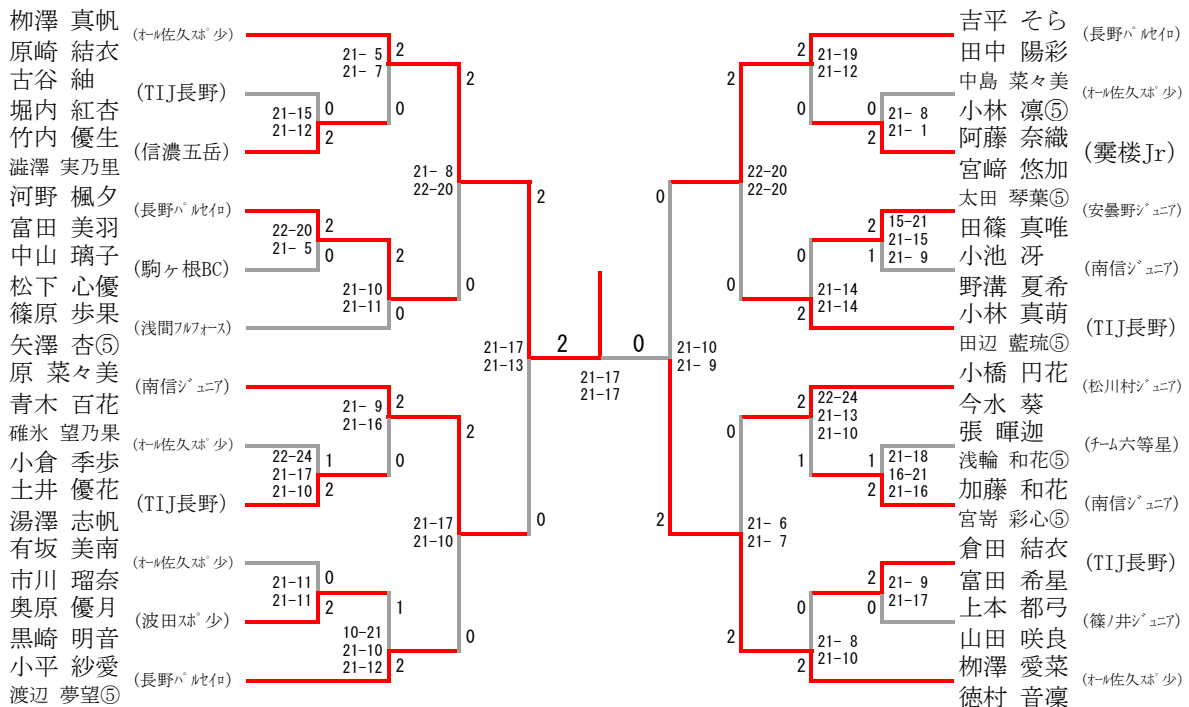 栁澤 真帆
(ｵｰﾙ佐久ｽﾎﾟ少)
原崎 結衣
古谷 紬
(TIJ長野)
堀内 紅杏
竹内 優生
(信濃五岳)
澁澤 実乃里
河野 楓夕
(長野ﾊﾟﾙｾｲﾛ)
富田 美羽
中山 璃子
(駒ヶ根BC)
松下 心優
篠原 歩果
(浅間ﾌﾙﾌｫｰｽ)
矢澤 杏⑤
原 菜々美
(南信ｼﾞｭﾆｱ)
青木 百花
碓氷 望乃果
(ｵｰﾙ佐久ｽﾎﾟ少)
小倉 季歩
土井 優花
(TIJ長野)
湯澤 志帆
有坂 美南
(ｵｰﾙ佐久ｽﾎﾟ少)
市川 瑠奈
奥原 優月
(波田ｽﾎﾟ少)
黒崎 明音
小平 紗愛
(長野ﾊﾟﾙｾｲﾛ)
渡辺 夢望⑤
21- 5
21- 7
2
0
21-15
21-12
0
2
2
21- 8
22-20
0
22-20
21- 5
2
0
21-10
21-11
2
0
2
21-17
21-13
0
21- 9
21-16
2
0
22-24
21-17
21-10
1
2
2
21-17
21-10
0
21-11
21-11
0
2
10-21
21-10
21-12
1
2
2
0
21-17
21-17
吉平 そら
(長野ﾊﾟﾙｾｲﾛ)
田中 陽彩
中島 菜々美
(ｵｰﾙ佐久ｽﾎﾟ少)
小林 凛⑤
阿藤 奈織
(霙楼Jr)
宮﨑 悠加
太田 琴葉⑤
(安曇野ｼﾞｭﾆｱ)
田篠 真唯
小池 冴
(南信ｼﾞｭﾆｱ)
野溝 夏希
小林 真萌
(TIJ長野)
田辺 藍琉⑤
小橋 円花
(松川村ｼﾞｭﾆｱ)
今水 葵
張 暉迦
(ﾁｰﾑ六等星)
浅輪 和花⑤
加藤 和花
(南信ｼﾞｭﾆｱ)
宮嵜 彩心⑤
倉田 結衣
(TIJ長野)
富田 希星
上本 都弓
(篠ﾉ井ｼﾞｭﾆｱ)
山田 咲良
栁澤 愛菜
(ｵｰﾙ佐久ｽﾎﾟ少)
徳村 音凜
2
0
21-19
21-12
0
2
21- 8
21- 1
2
0
22-20
22-20
2
1
15-21
21-15
21- 9
0
2
21-14
21-14
0
2
21-10
21- 9
2
1
22-24
21-13
21-10
1
2
21-18
16-21
21-16
0
2
21- 6
21- 7
2
0
21- 9
21-17
0
2
21- 8
21-10